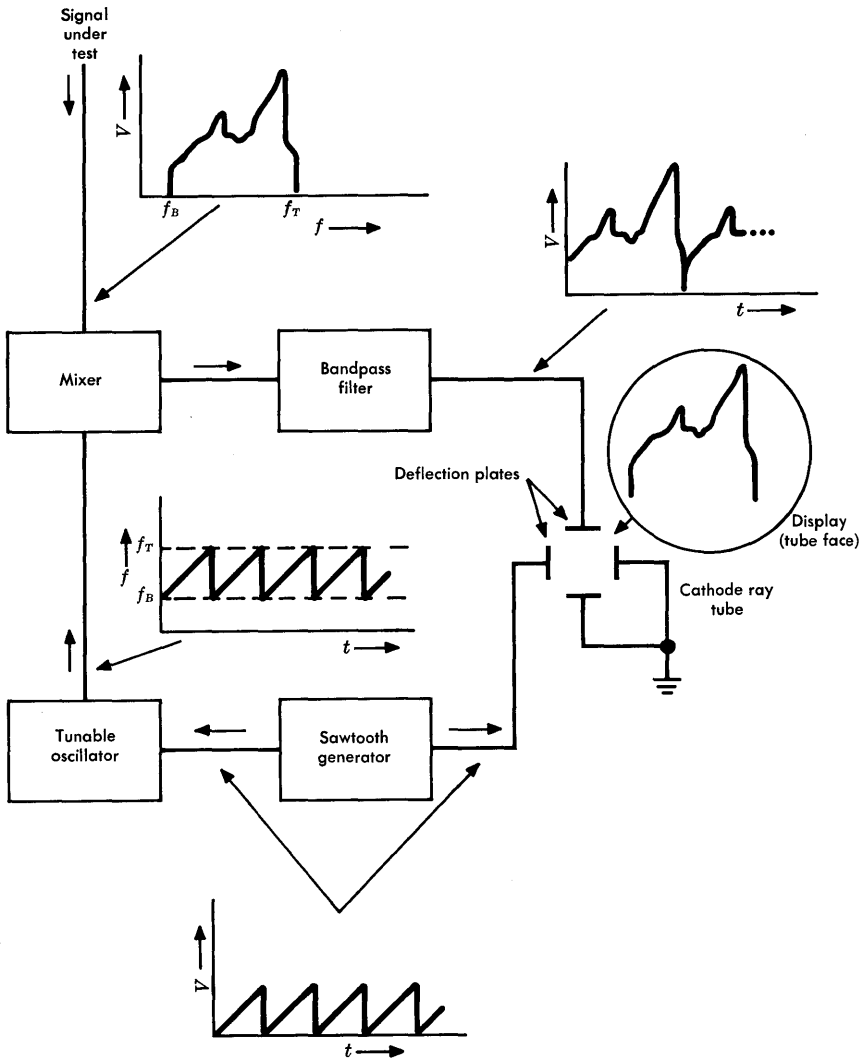 Signal
under
test
V
f_B
f_T
f
V
t
Mixer
Bandpass
filter
Deflection plates
Display
(tube face)
Cathode ray
tube
f_T
f
f_B
t
Tunable
oscillator
Sawtooth
generator
V
t